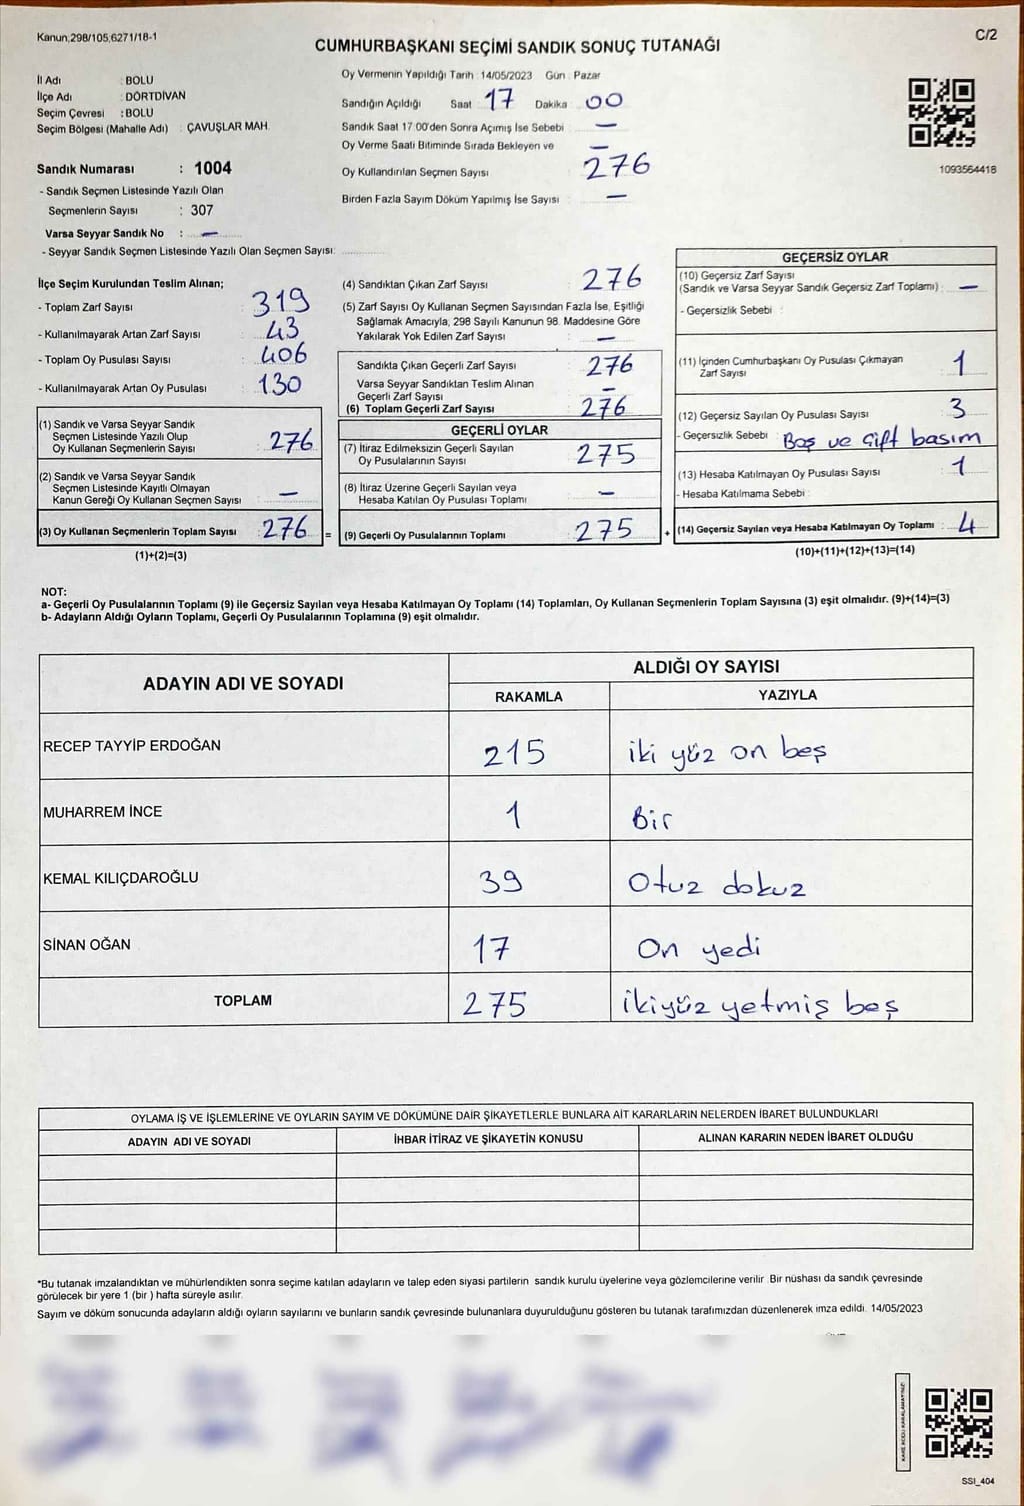 Kanun;298/105,6271/18-1
C/2
CUMHURBAŞKANI SEÇİMİ SANDIK SONUÇ TUTANAĞI
İl Adı : BOLU
İlçe Adı : DÖRTDİVAN
Seçim Çevresi : BOLU
Seçim Bölgesi (Mahalle Adı) : ÇAVUŞLAR MAH.
Sandık Numarası : 1004
- Sandık Seçmen Listesinde Yazılı Olan
Seçmenlerin Sayısı : 307
Varsa Seyyar Sandık No : —
- Seyyar Sandık Seçmen Listesinde Yazılı Olan Seçmen Sayısı:
Oy Vermenin Yapıldığı Tarih : 14/05/2023 Gün : Pazar
Sandığın Açıldığı Saat : 17 Dakika : 00
Sandık Saat 17:00'den Sonra Açımış İse Sebebi : —
Oy Verme Saati Bitiminde Sırada Bekleyen ve : —
Oy Kullandırılan Seçmen Sayısı : 276
Birden Fazla Sayım Döküm Yapılmış İse Sayısı : —
1093564418
İlçe Seçim Kurulundan Teslim Alınan;
- Toplam Zarf Sayısı : 319
- Kullanılmayarak Artan Zarf Sayısı : 43
- Toplam Oy Pusulası Sayısı : 406
- Kullanılmayarak Artan Oy Pusulası : 130
(1) Sandık ve Varsa Seyyar Sandık
Seçmen Listesinde Yazılı Olup
Oy Kullanan Seçmenlerin Sayısı : 276
(2) Sandık ve Varsa Seyyar Sandık
Seçmen Listesinde Kayıtlı Olmayan
Kanun Gereği Oy Kullanan Seçmen Sayısı : —
(3) Oy Kullanan Seçmenlerin Toplam Sayısı : 276 =
(1)+(2)=(3)
(4) Sandıktan Çıkan Zarf Sayısı : 276
(5) Zarf Sayısı Oy Kullanan Seçmen Sayısından Fazla İse, Eşitliği
Sağlamak Amacıyla, 298 Sayılı Kanunun 98. Maddesine Göre
Yakılarak Yok Edilen Zarf Sayısı : —
Sandıkta Çıkan Geçerli Zarf Sayısı : 276
Varsa Seyyar Sandıktan Teslim Alınan
Geçerli Zarf Sayısı : —
(6) Toplam Geçerli Zarf Sayısı : 276
GEÇERLİ OYLAR
(7) İtiraz Edilmeksizin Geçerli Sayılan
Oy Pusulalarının Sayısı : 275
(8) İtiraz Üzerine Geçerli Sayılan veya
Hesaba Katılan Oy Pusulası Toplamı : —
(9) Geçerli Oy Pusulalarının Toplamı : 275 +
GEÇERSİZ OYLAR
(10) Geçersiz Zarf Sayısı
(Sandık ve Varsa Seyyar Sandık Geçersiz Zarf Toplamı) : —
- Geçersizlik Sebebi :
(11) İçinden Cumhurbaşkanı Oy Pusulası Çıkmayan
Zarf Sayısı : 1
(12) Geçersiz Sayılan Oy Pusulası Sayısı : 3
- Geçersizlik Sebebi : Boş ve çift basım
(13) Hesaba Katılmayan Oy Pusulası Sayısı : 1
- Hesaba Katılmama Sebebi :
(14) Geçersiz Sayılan veya Hesaba Katılmayan Oy Toplamı : 4
(10)+(11)+(12)+(13)=(14)
NOT:
a- Geçerli Oy Pusulalarının Toplamı (9) ile Geçersiz Sayılan veya Hesaba Katılmayan Oy Toplamı (14) Toplamları, Oy Kullanan Seçmenlerin Toplam Sayısına (3) eşit olmalıdır. (9)+(14)=(3)
b- Adayların Aldığı Oyların Toplamı, Geçerli Oy Pusulalarının Toplamına (9) eşit olmalıdır.
ADAYIN ADI VE SOYADI
ALDIĞI OY SAYISI
RAKAMLA YAZIYLA
RECEP TAYYİP ERDOĞAN 215 iki yüz on beş
MUHARREM İNCE 1 Bir
KEMAL KILIÇDAROĞLU 39 Otuz dokuz
SİNAN OĞAN 17 On yedi
TOPLAM 275 ikiyüz yetmiş beş
OYLAMA İŞ VE İŞLEMLERİNE VE OYLARIN SAYIM VE DÖKÜMÜNE DAİR ŞİKAYETLERLE BUNLARA AİT KARARLARIN NELERDEN İBARET BULUNDUKLARI
ADAYIN ADI VE SOYADI İHBAR İTİRAZ VE ŞİKAYETİN KONUSU ALINAN KARARIN NEDEN İBARET OLDUĞU
*Bu tutanak imzalandıktan ve mühürlendikten sonra seçime katılan adayların ve talep eden siyasi partilerin sandık kurulu üyelerine veya gözlemcilerine verilir. Bir nüshası da sandık çevresinde
görülecek bir yere 1 (bir ) hafta süreyle asılır.
Sayım ve döküm sonucunda adayların aldığı oyların sayılarını ve bunların sandık çevresinde bulunanlara duyurulduğunu gösteren bu tutanak tarafımızdan düzenlenerek imza edildi. 14/05/2023
KARE KODU KARALAMAYINIZ!
SSI_404